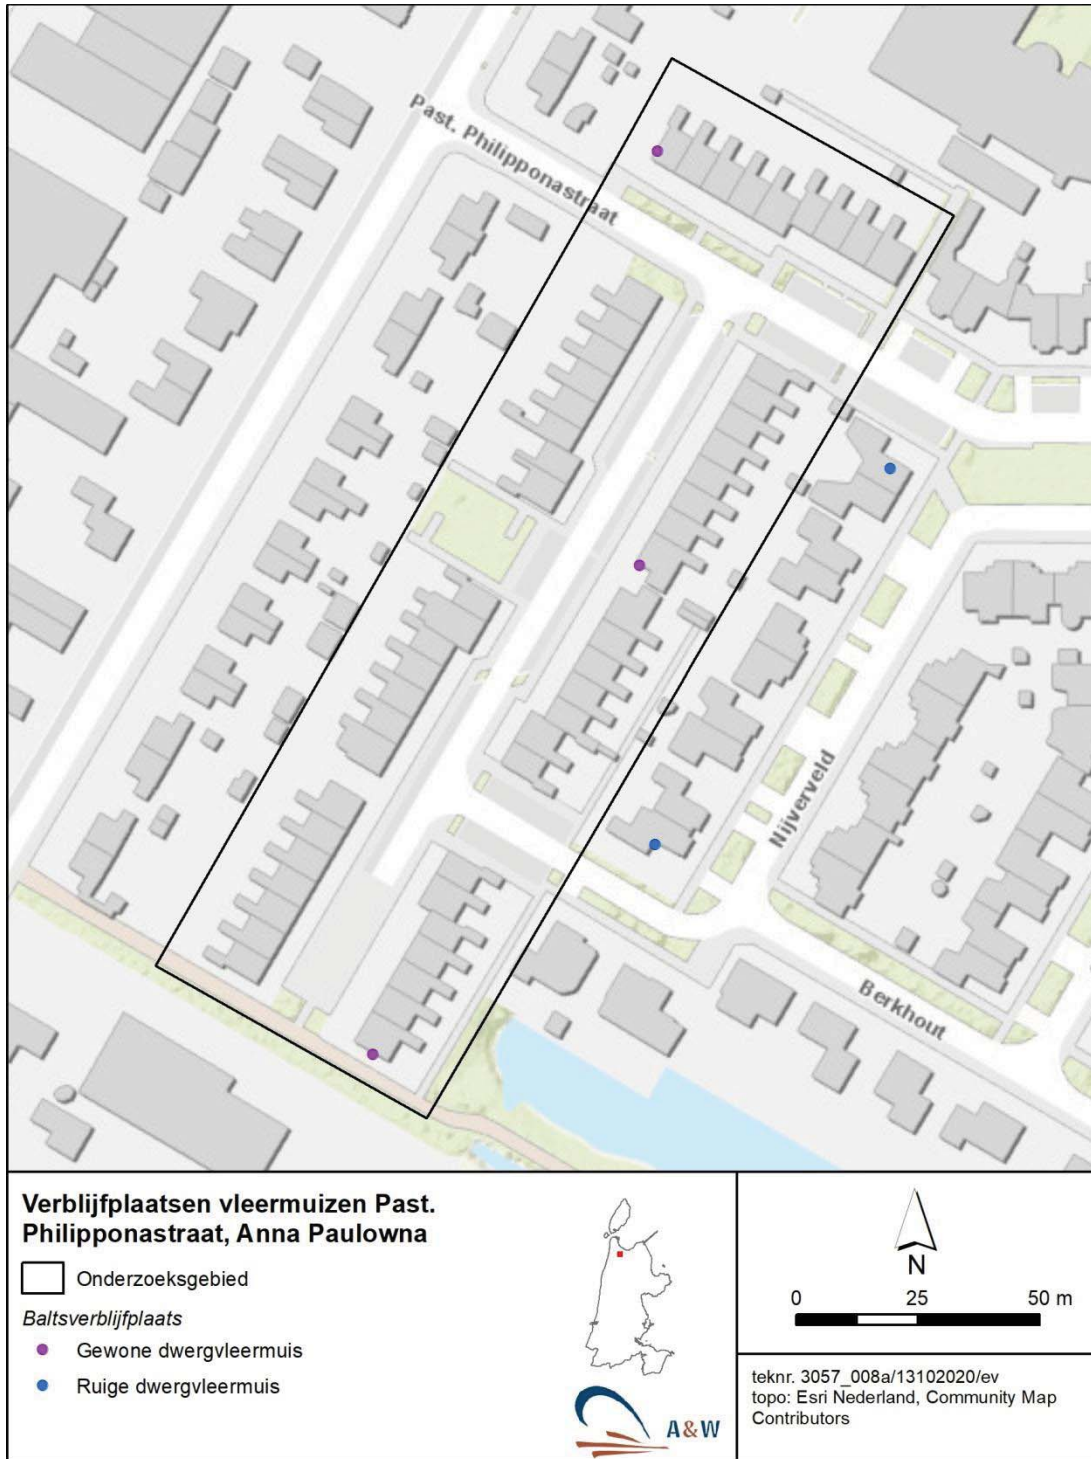 Past. Philipponastraat
Nijverveld
Berkhout
Verblijfplaatsen vleermuizen Past.
Philipponastraat, Anna Paulowna
Onderzoeksgebied
Baltsverblijfplaats
Gewone dwergvleermuis
Ruige dwergvleermuis
A&W
N
0 25 50 m
teknr. 3057_008a/13102020/ev
topo: Esri Nederland, Community Map
Contributors